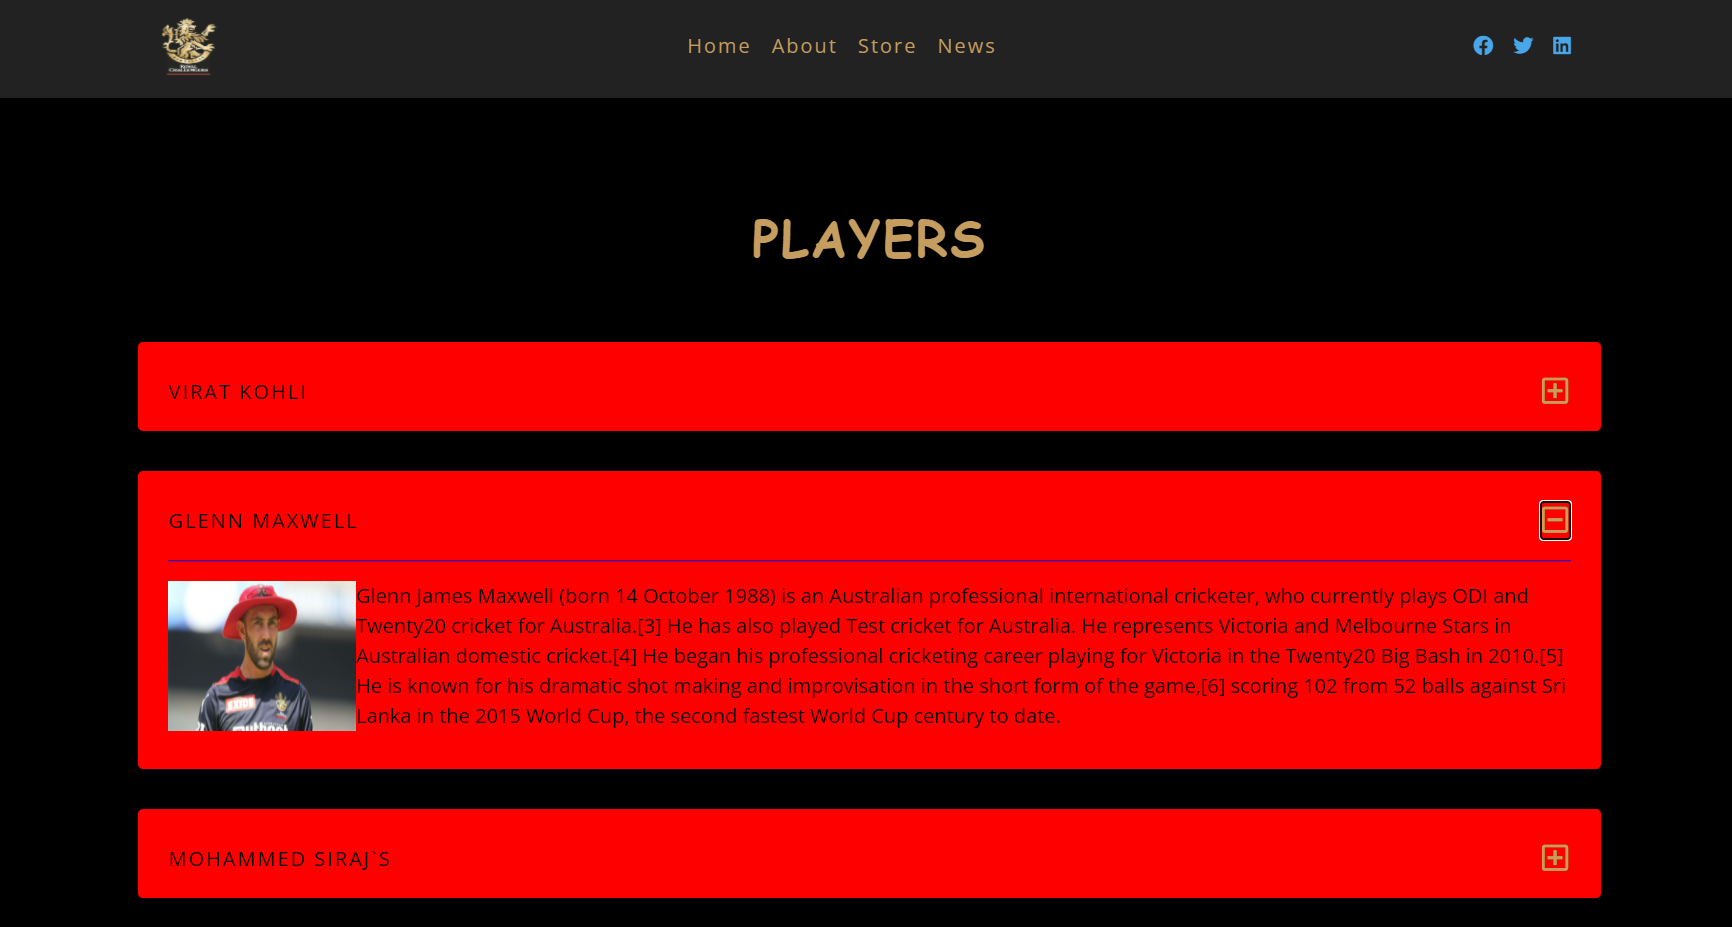 ROYAL
CHALLENGERS
Home About Store News
PLAYERS
VIRAT KOHLI
GLENN MAXWELL
Glenn James Maxwell (born 14 October 1988) is an Australian professional international cricketer, who currently plays ODI and
Twenty20 cricket for Australia.[3] He has also played Test cricket for Australia. He represents Victoria and Melbourne Stars in
Australian domestic cricket.[4] He began his professional cricketing career playing for Victoria in the Twenty20 Big Bash in 2010.[5]
He is known for his dramatic shot making and improvisation in the short form of the game,[6] scoring 102 from 52 balls against Sri
Lanka in the 2015 World Cup, the second fastest World Cup century to date.
EXIDE
MOHAMMED SIRAJ`S